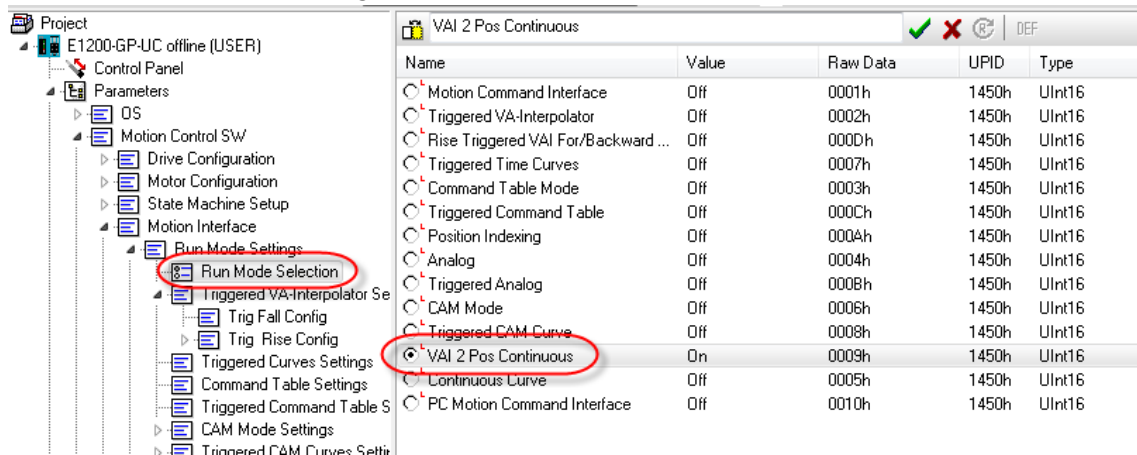 Project
E1200-GP-UC offline (USER)
Control Panel
Parameters
OS
Motion Control SW
Drive Configuration
Motor Configuration
State Machine Setup
Motion Interface
Run Mode Settings
Run Mode Selection
Triggered VA-Interpolator Se
Trig Fall Config
Trig Rise Config
Triggered Curves Settings
Command Table Settings
Triggered Command Table S
CAM Mode Settings
Triggered CAM Curves Settin
VAI 2 Pos Continuous DEF
Name Value Raw Data UPID Type
Motion Command Interface Off 0001h 1450h UInt16
Triggered VA-Interpolator Off 0002h 1450h UInt16
Rise Triggered VAI For/Backward ... Off 000Dh 1450h UInt16
Triggered Time Curves Off 0007h 1450h UInt16
Command Table Mode Off 0003h 1450h UInt16
Triggered Command Table Off 000Ch 1450h UInt16
Position Indexing Off 000Ah 1450h UInt16
Analog Off 0004h 1450h UInt16
Triggered Analog Off 000Bh 1450h UInt16
CAM Mode Off 0006h 1450h UInt16
Triggered CAM Curve Off 0008h 1450h UInt16
VAI 2 Pos Continuous On 0009h 1450h UInt16
Continuous Curve Off 0005h 1450h UInt16
PC Motion Command Interface Off 0010h 1450h UInt16